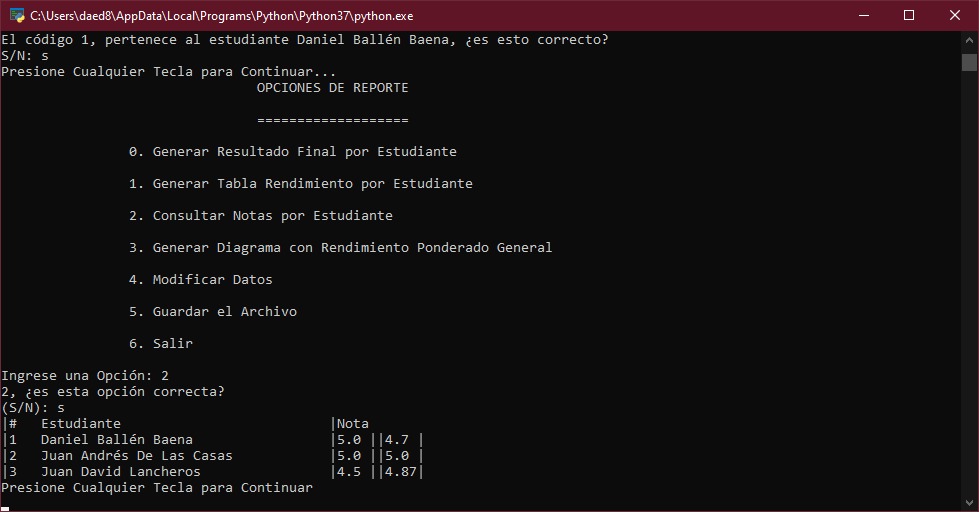 C:\Users\daed8\AppData\Local\Programs\Python\Python37\python.exe
El código 1, pertenece al estudiante Daniel Ballén Baena, ¿es esto correcto?
S/N: s
Presione Cualquier Tecla para Continuar...
OPCIONES DE REPORTE
===================
0. Generar Resultado Final por Estudiante
1. Generar Tabla Rendimiento por Estudiante
2. Consultar Notas por Estudiante
3. Generar Diagrama con Rendimiento Ponderado General
4. Modificar Datos
5. Guardar el Archivo
6. Salir
Ingrese una Opción: 2
2, ¿es esta opción correcta?
(S/N): s
|#   Estudiante                          |Nota
|1   Daniel Ballén Baena                 |5.0 ||4.7 |
|2   Juan Andrés De Las Casas            |5.0 ||5.0 |
|3   Juan David Lancheros                |4.5 ||4.87|
Presione Cualquier Tecla para Continuar